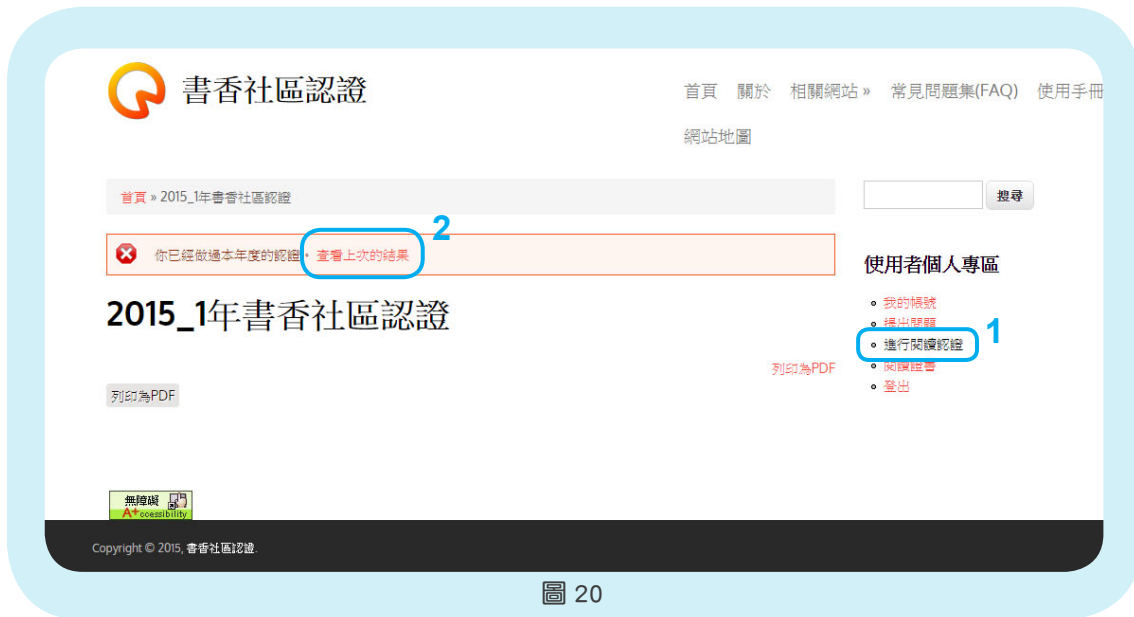 書香社區認證
首頁 關於 相關網站 » 常見問題集(FAQ) 使用手冊
網站地圖
首頁 » 2015_1年書香社區認證
搜尋
2
你已經做過本年度的認證。查看上次的結果
使用者個人專區
2015_1年書香社區認證
我的帳號
提出問題
1
進行閱讀認證
列印為PDF
閱讀證書
列印為PDF
登出
無障礙
A+ccessibility
Copyright © 2015, 書香社區認證.
圖 20